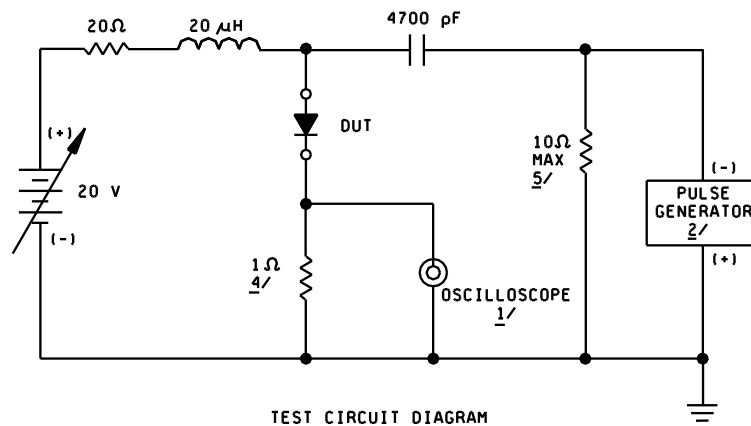 20Ω
20 μH
4700 pF
(+)
20 V
(-)
DUT
1Ω
4/
OSCILLOSCOPE
1/
10Ω
MAX
5/
(-)
PULSE
GENERATOR
2/
(+)
TEST CIRCUIT DIAGRAM